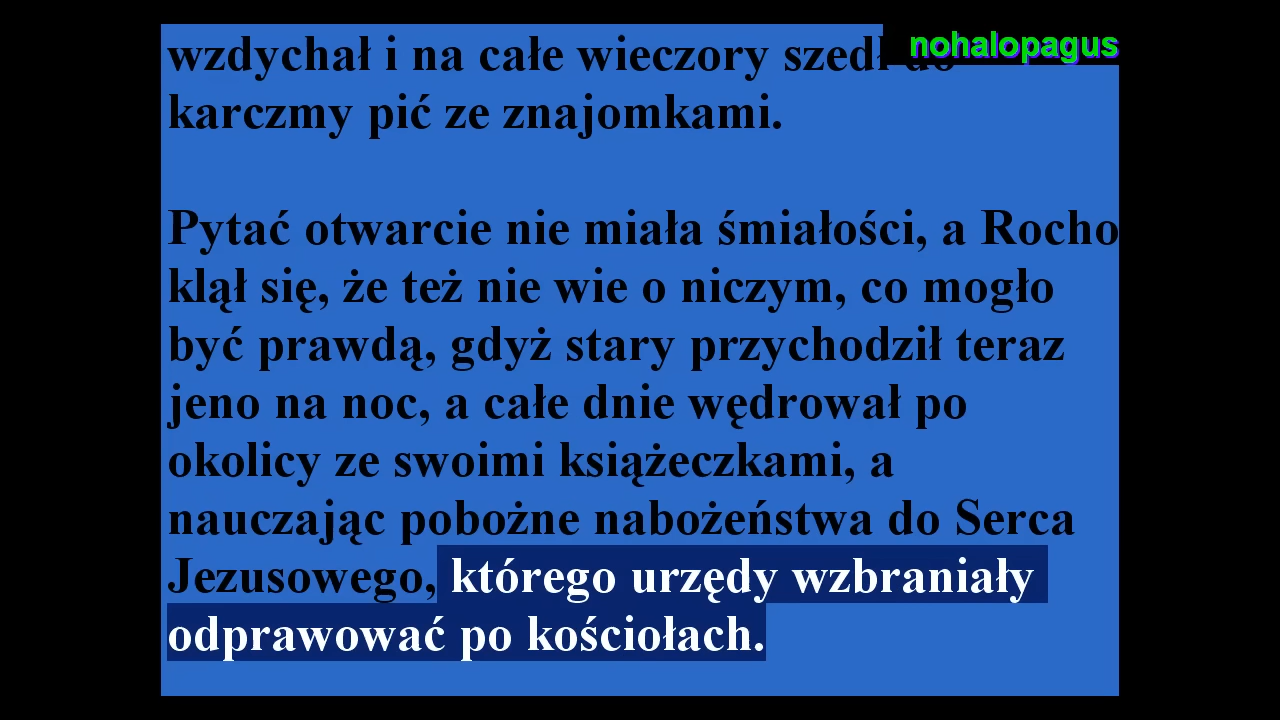 wzdychał i na całe wieczory szedł do
nohalopagus
karczmy pić ze znajomkami.
Pytać otwarcie nie miała śmiałości, a Rocho
klął się, że też nie wie o niczym, co mogło
być prawdą, gdyż stary przychodził teraz
jeno na noc, a całe dnie wędrował po
okolicy ze swoimi książeczkami, a
nauczając pobożne nabożeństwa do Serca
Jezusowego, którego urzędy wzbraniały
odprawować po kościołach.